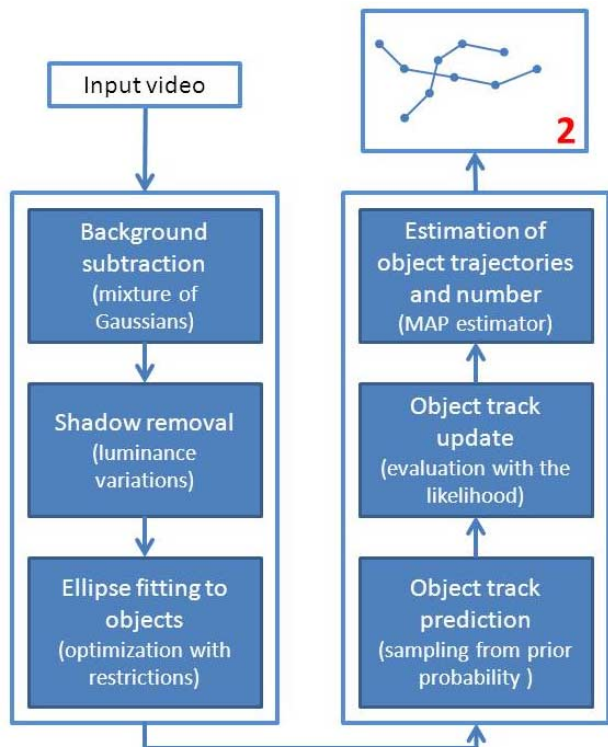 Input video
Background
subtraction
(mixture of
Gaussians)
Shadow removal
(luminance
variations)
Ellipse fitting to
objects
(optimization with
restrictions)
Object track
prediction
(sampling from prior
probability )
Object track
update
(evaluation with the
likelihood)
Estimation of
object trajectories
and number
(MAP estimator)
2